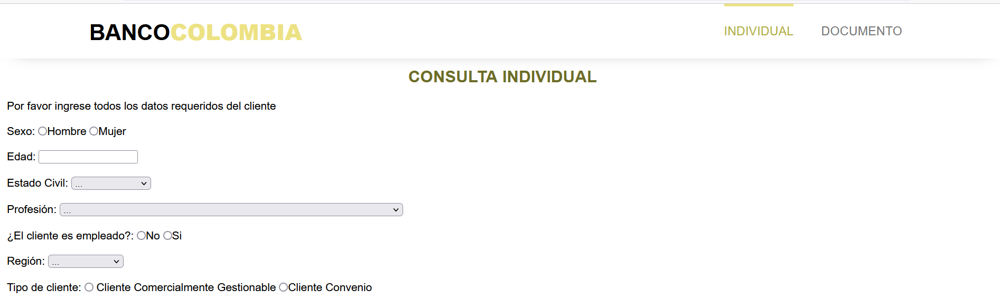 BANCOCOLOMBIA
INDIVIDUAL DOCUMENTO
CONSULTA INDIVIDUAL
Por favor ingrese todos los datos requeridos del cliente
Sexo: Hombre Mujer
Edad:
Estado Civil: ...
Profesión: ...
¿El cliente es empleado?: No Si
Región: ...
Tipo de cliente: Cliente Comercialmente Gestionable Cliente Convenio